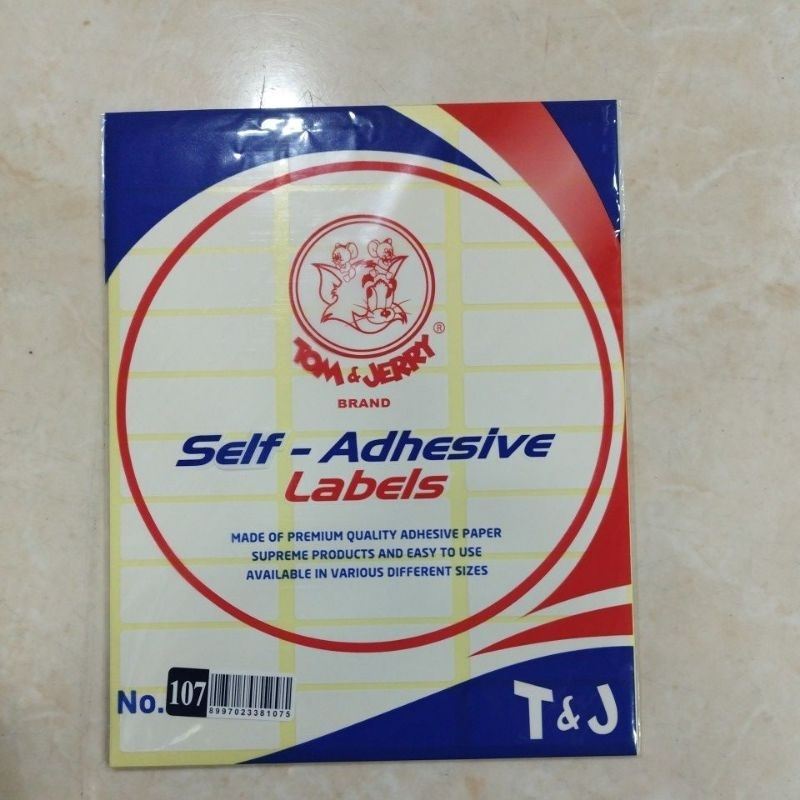 TOM & JERRY ®
BRAND
Self - Adhesive
Labels
MADE OF PREMIUM QUALITY ADHESIVE PAPER
SUPREME PRODUCTS AND EASY TO USE
AVAILABLE IN VARIOUS DIFFERENT SIZES
No. 107
8997023381075
T & J